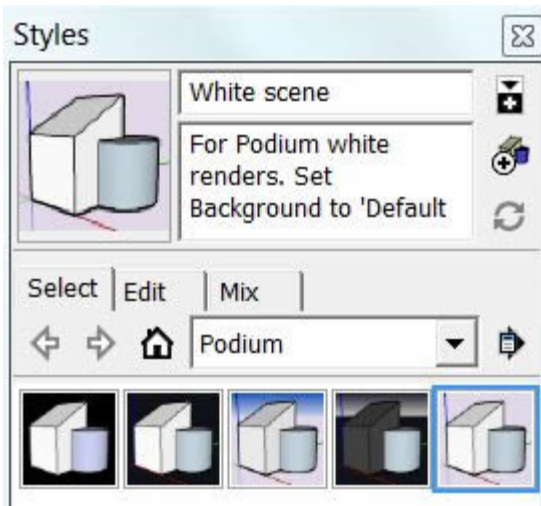 Styles
White scene
For Podium white
renders. Set
Background to 'Default
Select Edit Mix
Podium